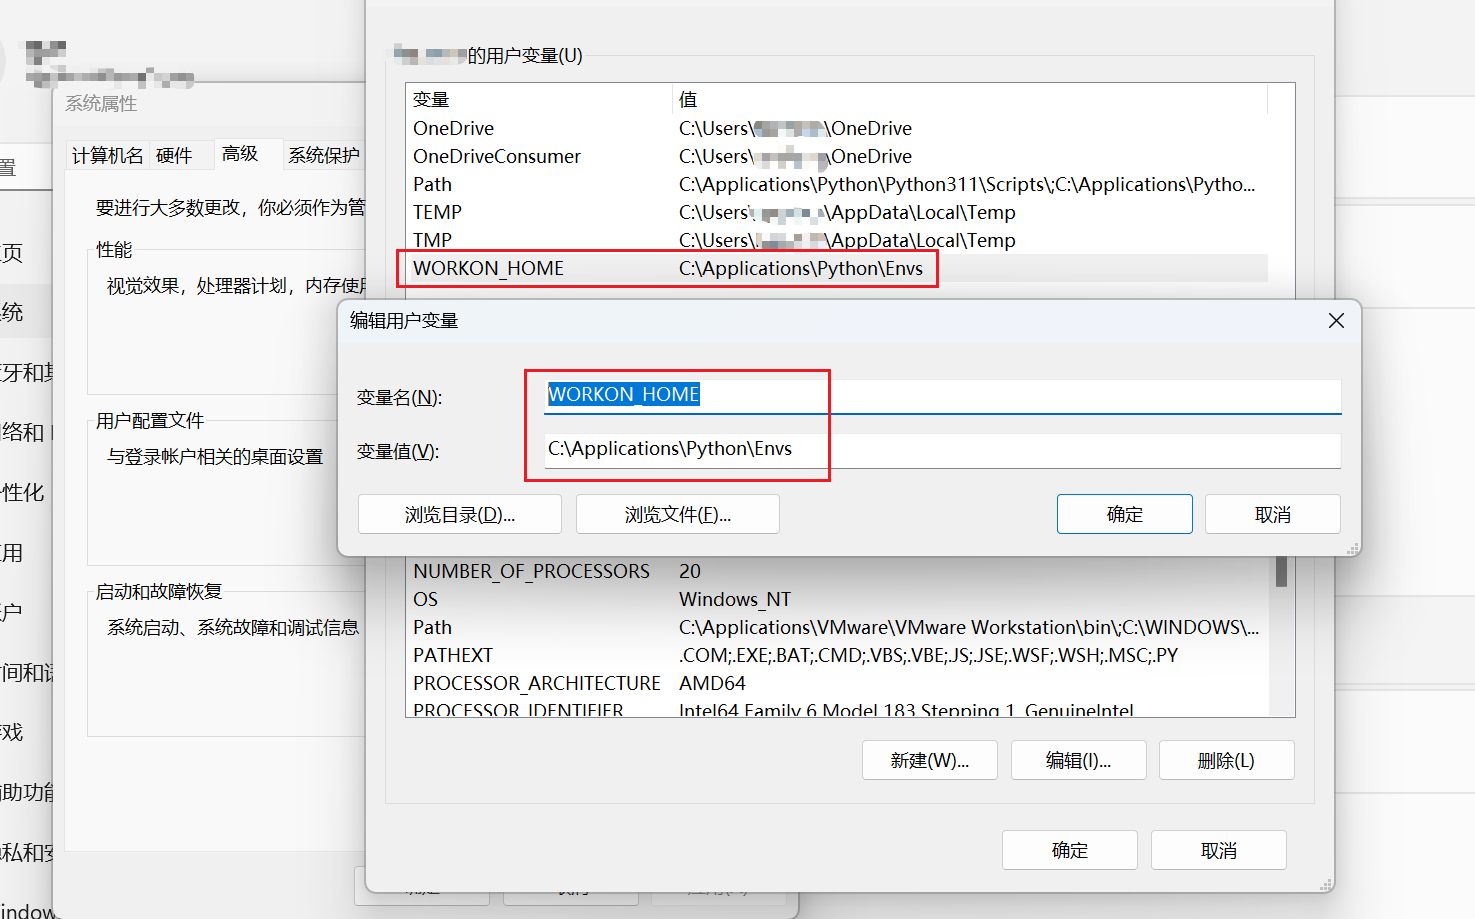 的用户变量(U)
变量 值
OneDrive C:\Users\ \OneDrive
OneDriveConsumer C:\Users\ \OneDrive
Path C:\Applications\Python\Python311\Scripts\;C:\Applications\Pytho...
TEMP C:\Users\ \AppData\Local\Temp
TMP C:\Users\ \AppData\Local\Temp
WORKON_HOME C:\Applications\Python\Envs
系统属性
计算机名 硬件 高级 系统保护
要进行大多数更改，你必须作为管
性能
视觉效果，处理器计划，内存使用
用户配置文件
与登录帐户相关的桌面设置
启动和故障恢复
系统启动、系统故障和调试信息
编辑用户变量
变量名(N): WORKON_HOME
变量值(V): C:\Applications\Python\Envs
浏览目录(D)... 浏览文件(F)... 确定 取消
NUMBER_OF_PROCESSORS 20
OS Windows_NT
Path C:\Applications\VMware\VMware Workstation\bin\;C:\WINDOWS\...
PATHEXT .COM;.EXE;.BAT;.CMD;.VBS;.VBE;.JS;.JSE;.WSF;.WSH;.MSC;.PY
PROCESSOR_ARCHITECTURE AMD64
PROCESSOR_IDENTIFIER Intel64 Family 6 Model 183 Stepping 1, GenuineIntel
新建(W)... 编辑(I)... 删除(L)
确定 取消
置
页
统
牙和
络和
性化
用
户
间和
戏
助功能
私和安
indow